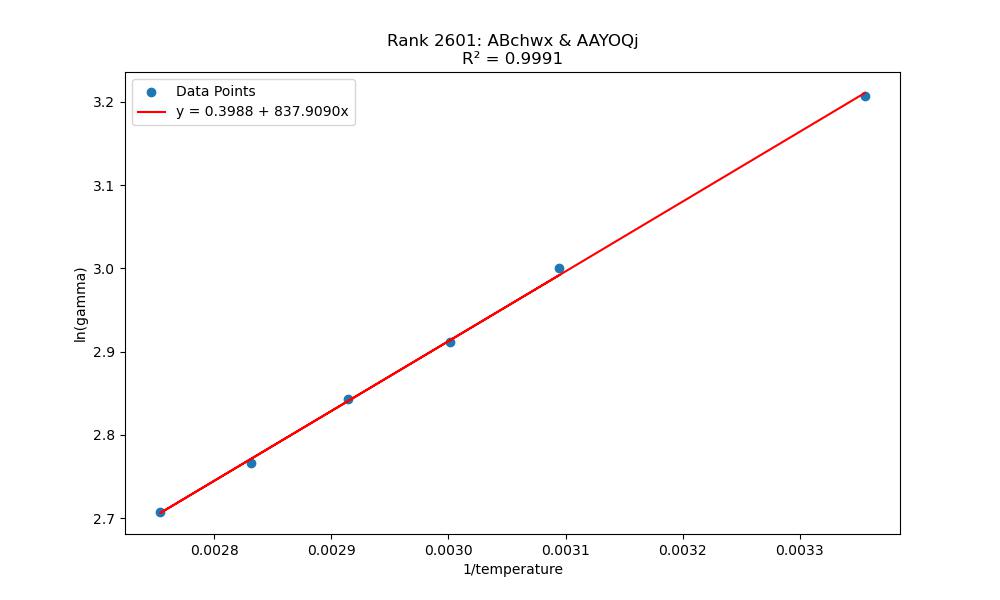 Rank 2601: ABchwx & AAYOQj
R² = 0.9991
Data Points
y = 0.3988 + 837.9090x
3.2
3.1
3.0
2.9
2.8
2.7
ln(gamma)
0.0028 0.0029 0.0030 0.0031 0.0032 0.0033
1/temperature